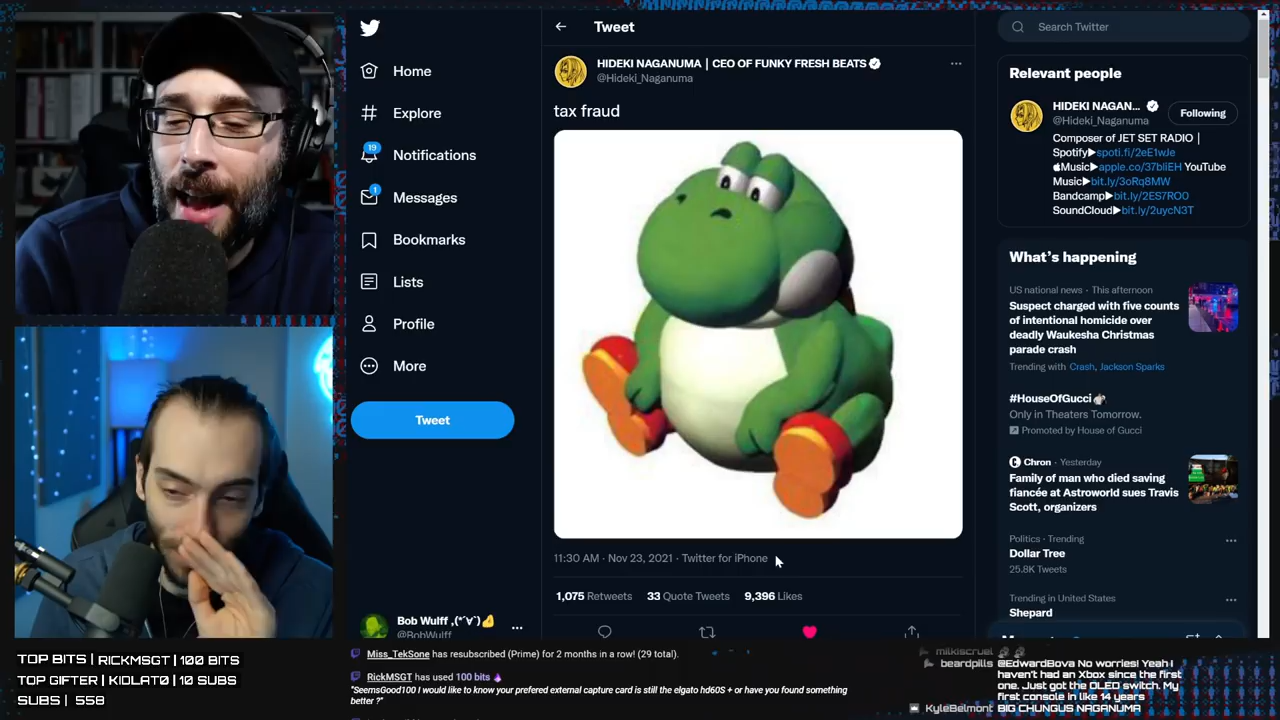 Tweet
HIDEKI NAGANUMA | CEO OF FUNKY FRESH BEATS
@Hideki_Naganuma
tax fraud
11:30 AM · Nov 23, 2021 · Twitter for iPhone
1,075 Retweets 33 Quote Tweets 9,396 Likes
Home
Explore
19
Notifications
1
Messages
Bookmarks
Lists
Profile
More
Tweet
Bob Wulff ,(*´∀`)
@BobWulff
Search Twitter
Relevant people
HIDEKI NAGAN...
@Hideki_Naganuma
Following
Composer of JET SET RADIO |
Spotify▶spoti.fi/2eE1wJe
Music▶apple.co/37bliEH YouTube
Music▶bit.ly/3oRq8MW
Bandcamp▶bit.ly/2ES7RO0
SoundCloud▶bit.ly/2uycN3T
What's happening
US national news · This afternoon
Suspect charged with five counts
of intentional homicide over
deadly Waukesha Christmas
parade crash
Trending with Crash, Jackson Sparks
#HouseOfGucci
Only in Theaters Tomorrow.
Promoted by House of Gucci
Chron · Yesterday
Family of man who died saving
fiancée at Astroworld sues Travis
Scott, organizers
Politics · Trending
Dollar Tree
25.8K Tweets
Trending in United States
Shepard
TOP BITS | RICKMSGT | 100 BITS
TOP GIFTER | KIDLAT0 | 10 SUBS
SUBS | 558
Miss_TekSone has resubscribed (Prime) for 2 months in a row! (29 total).
RickMSGT has used 100 bits
"SeemsGood100 I would like to know your prefered external capture card is still the elgato hd60S + or have you found something
better ?"
milkiscruel
beardpills @EdwardBova No worries! Yeah I
haven't had an Xbox since the first
one. Just got the OLED switch. My
first console in like 14 years
KyleBelmont BIG CHUNGUS NAGANUMA